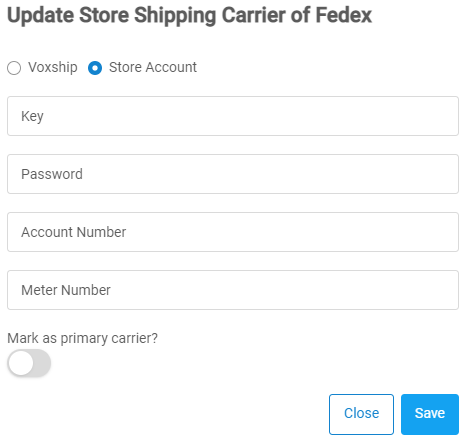 Update Store Shipping Carrier of Fedex
Voxship Store Account
Key
Password
Account Number
Meter Number
Mark as primary carrier?
Close Save